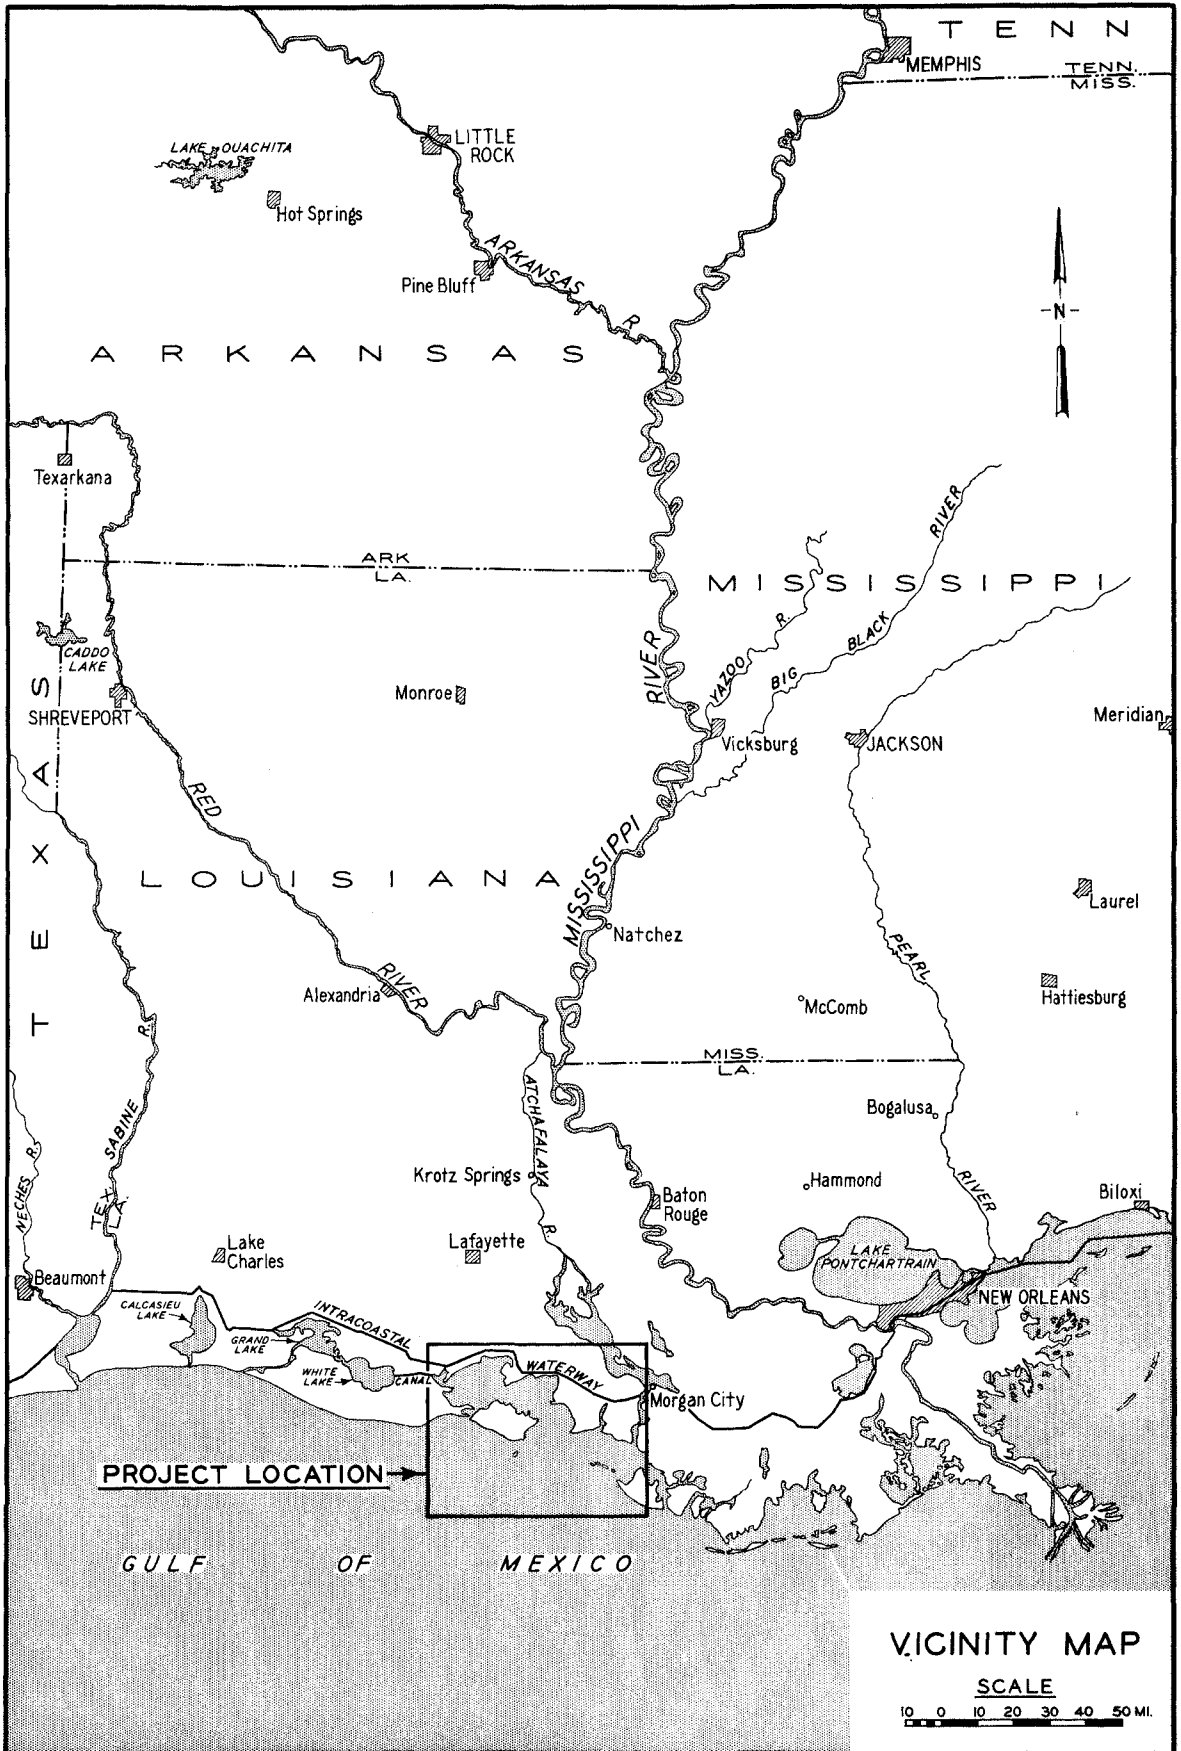 TENN
MEMPHIS
TENN.
MISS.
LITTLE
ROCK
LAKE OUACHITA
Hot Springs
ARKANSAS
R
Pine Bluff
-N-
ARKANSAS
Texarkana
ARK
LA.
MISSISSIPPI
RIVER
BLACK
BIG
YAZOO
R.
RIVER
CADDO
LAKE
SHREVEPORT
Monroe
Vicksburg
JACKSON
Meridian
TEXAS
RED
MISSISSIPPI
LOUISIANA
Laurel
Natchez
PEARL
RIVER
Alexandria
Hattiesburg
McComb
SABINE
R.
MISS.
LA.
ATCHAFALAYA
R.
Bogalusa
NECHES
R.
Krotz Springs
Hammond
RIVER
TEX.
LA.
Baton
Rouge
Biloxi
Lake
Charles
Lafayette
LAKE
PONTCHARTRAIN
Beaumont
NEW ORLEANS
CALCASIEU
LAKE
INTRACOASTAL
GRAND
LAKE
WHITE
LAKE
CANAL
WATERWAY
Morgan City
PROJECT LOCATION
GULF OF MEXICO
VICINITY MAP
SCALE
10 0 10 20 30 40 50 MI.